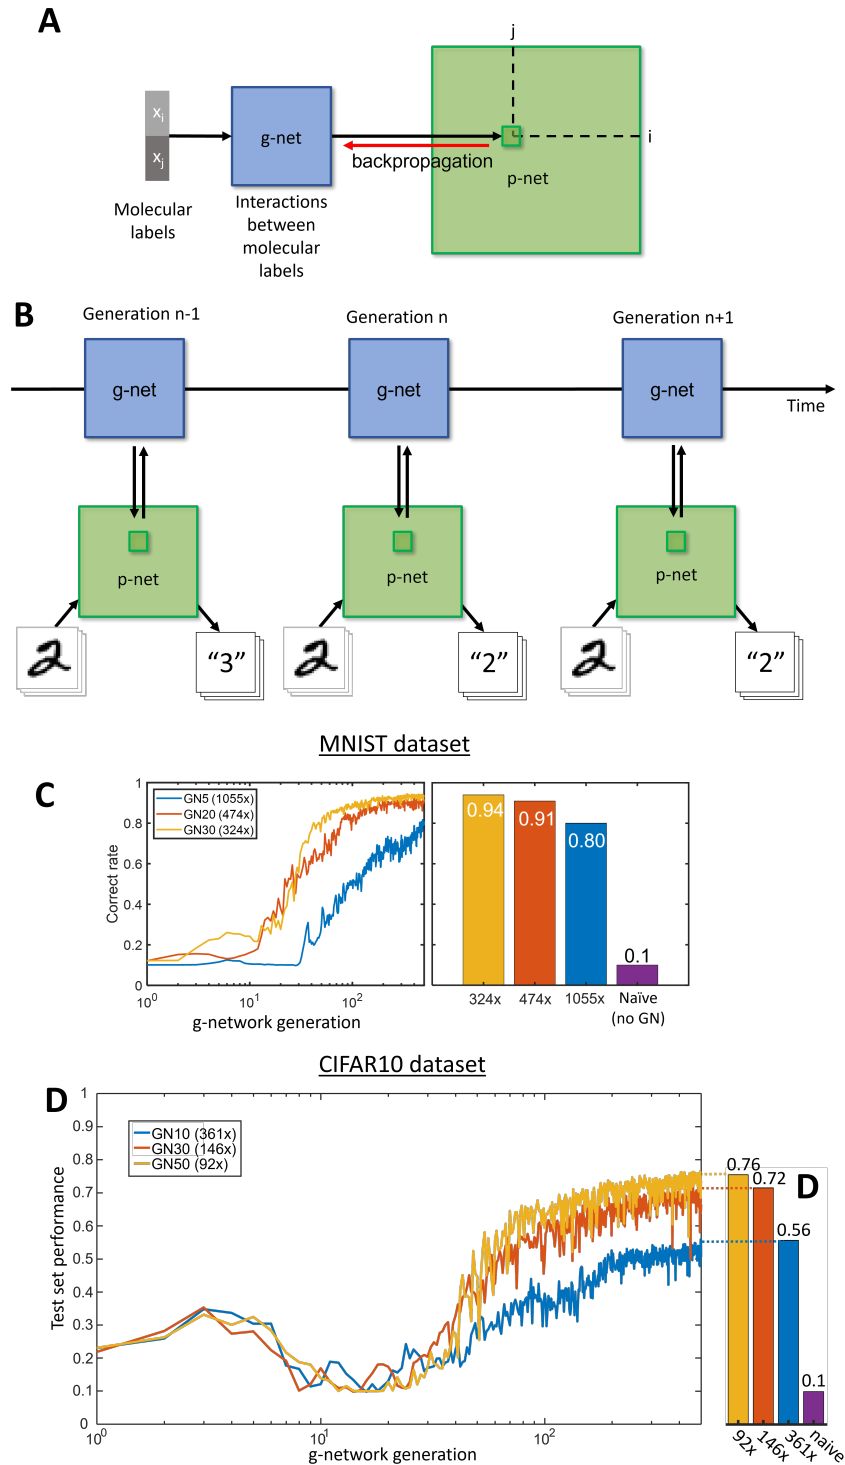 A
j
xi
xj
g-net
i
backpropagation
p-net
Molecular
labels
Interactions
between
molecular
labels
B
Generation n-1
Generation n
Generation n+1
g-net
g-net
g-net
Time
p-net
p-net
p-net
“3”
“2”
“2”
MNIST dataset
C
1
0.8
0.6
0.4
0.2
0
Correct rate
GN5 (1055x)
GN20 (474x)
GN30 (324x)
10^0
10^1
10^2
g-network generation
0.94
0.91
0.80
0.1
324x
474x
1055x
Naïve
(no GN)
CIFAR10 dataset
D
1
0.9
0.8
0.7
0.6
0.5
0.4
0.3
0.2
0.1
0
Test set performance
GN10 (361x)
GN30 (146x)
GN50 (92x)
10^0
10^1
10^2
g-network generation
D
0.76
0.72
0.56
0.1
92x
146x
361x
naive